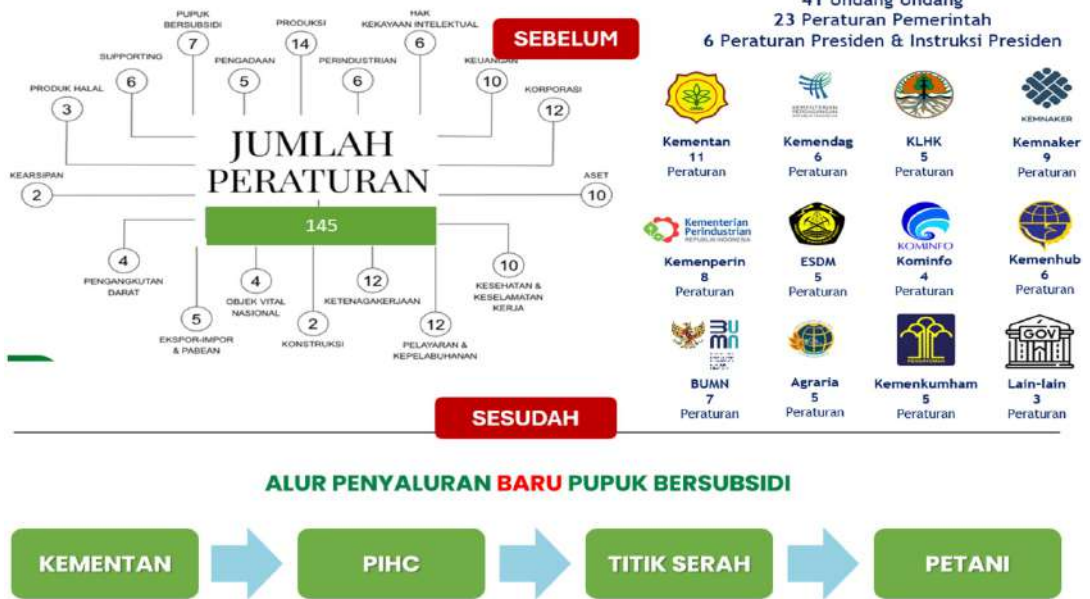 41 Undang Undang
23 Peraturan Pemerintah
6 Peraturan Presiden & Instruksi Presiden
SEBELUM
PUPUK
BERSUBSIDI
7
PRODUKSI
14
HAK
KEKAYAAN INTELEKTUAL
6
SUPPORTING
6
PENGADAAN
5
PERINDUSTRIAN
6
KEUANGAN
10
PRODUK HALAL
3
KORPORASI
12
KEARSIPAN
2
ASET
10
JUMLAH
PERATURAN
145
4
PENGANGKUTAN
DARAT
5
EKSPOR-IMPOR
& PABEAN
4
OBJEK VITAL
NASIONAL
2
KONSTRUKSI
12
KETENAGAKERJAAN
12
PELAYARAN &
KEPELABUHANAN
10
KESEHATAN &
KESELAMATAN
KERJA
Kementan
11
Peraturan
KEMENTERIAN
PERDAGANGAN
Kemendag
6
Peraturan
KLHK
5
Peraturan
KEMNAKER
Kemnaker
9
Peraturan
Kementerian
Perindustrian
REPUBLIK INDONESIA
Kemenperin
8
Peraturan
ESDM
5
Peraturan
KOMINFO
Kominfo
4
Peraturan
Kemenhub
6
Peraturan
BUMN
BUMN
7
Peraturan
Agraria
5
Peraturan
PENGAYOMAN
Kemenkumham
5
Peraturan
GOV
Lain-lain
3
Peraturan
SESUDAH
ALUR PENYALURAN BARU PUPUK BERSUBSIDI
KEMENTAN
PIHC
TITIK SERAH
PETANI